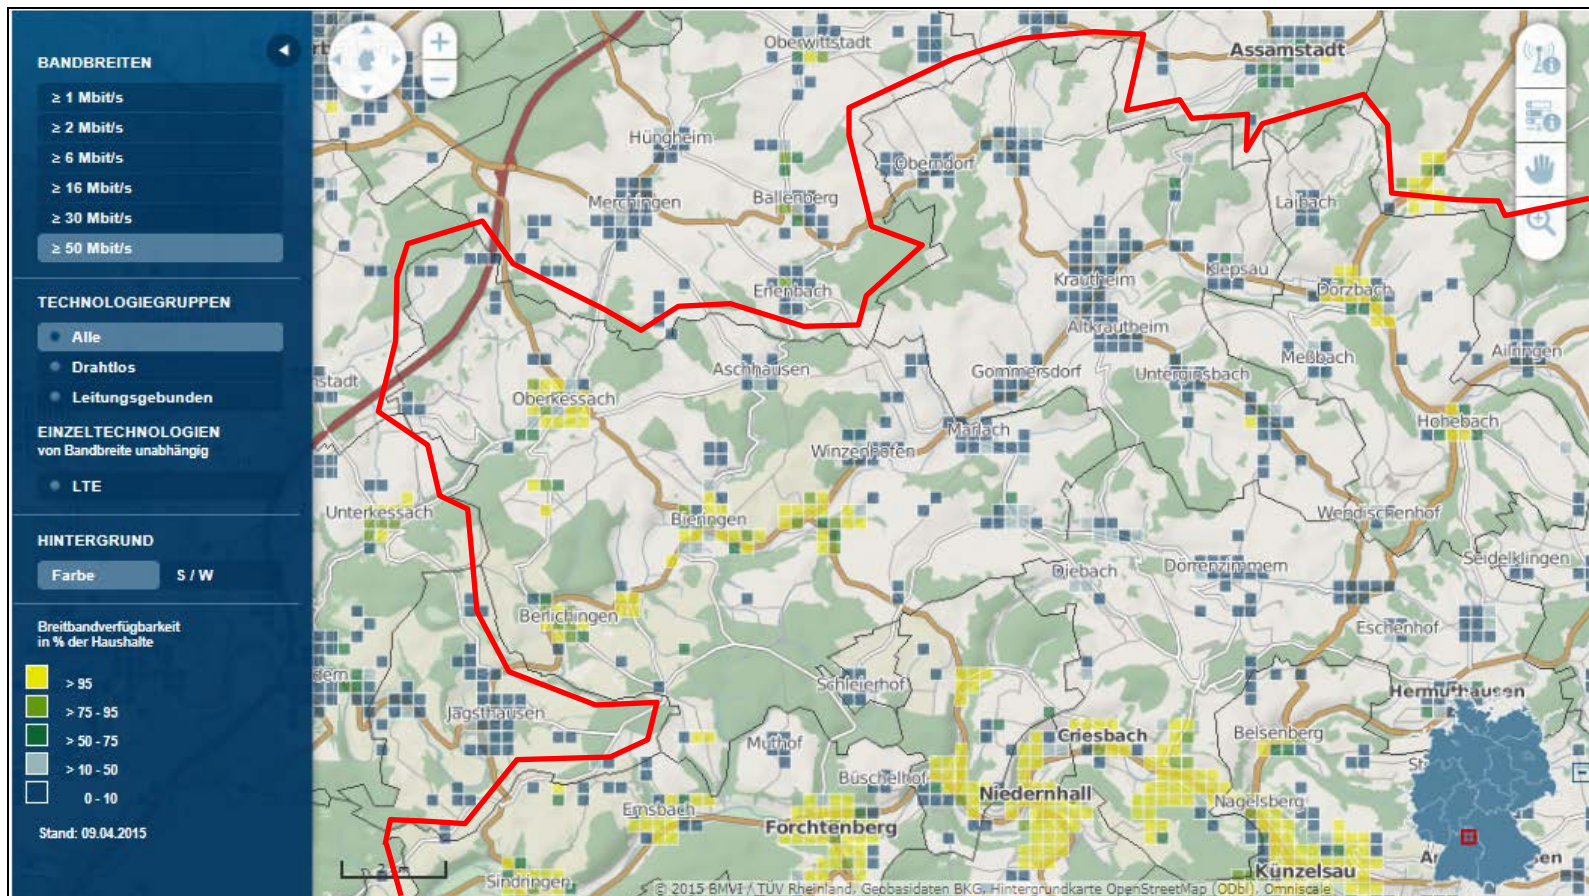 BANDBREITEN
≥ 1 Mbit/s
≥ 2 Mbit/s
≥ 6 Mbit/s
≥ 16 Mbit/s
≥ 30 Mbit/s
≥ 50 Mbit/s
TECHNOLOGIEGRUPPEN
Alle
Drahtlos
Leitungsgebunden
EINZELTECHNOLOGIEN
von Bandbreite unabhängig
LTE
HINTERGRUND
Farbe S / W
Breitbandverfügbarkeit
in % der Haushalte
> 95
> 75 - 95
> 50 - 75
> 10 - 50
0 - 10
Stand: 09.04.2015
Oberwittstadt
Assamstadt
Hüngheim
Oberndorf
Merchingen
Ballenberg
Laibach
Erlenbach
Krautheim
Klepsau
Dörzbach
Altkrautheim
Aschhausen
Gommersdorf
Unterginsbach
Meßbach
Ailringen
Oberkessach
Hohebach
Marlach
Winzenhofen
Unterkessach
Bieringen
Wendischenhof
Diebach
Dörrenzimmern
Seidelklingen
Berlichingen
Eschenhof
Schleierhof
Hermuthausen
Jagsthausen
Muthof
Criesbach
Belsenberg
Büschelhof
Niedernhall
Nagelsberg
Ernsbach
Forchtenberg
Künzelsau
Sindringen
© 2015 BMVI / TÜV Rheinland, Geobasidaten BKG, Hintergrundkarte OpenStreetMap (ODbL), Omniscale